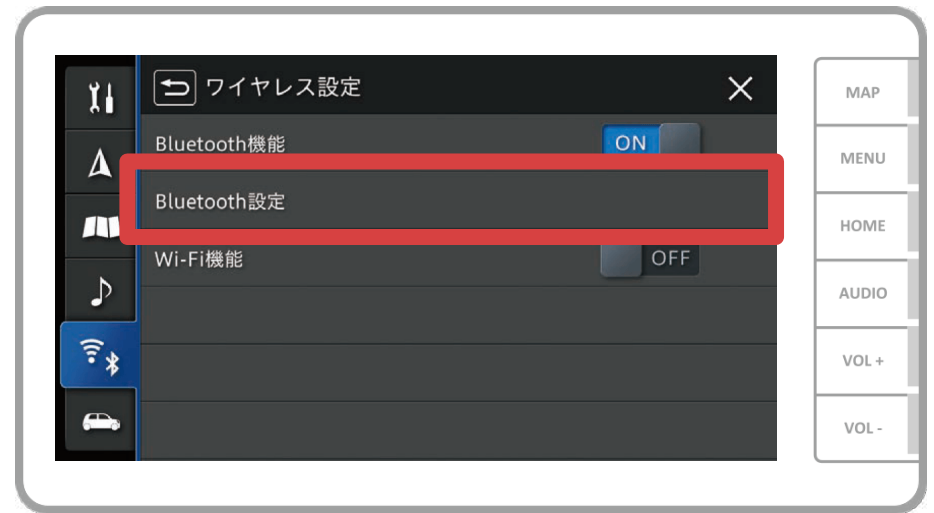 ワイヤレス設定
Bluetooth機能 ON
Bluetooth設定
Wi-Fi機能 OFF
MAP
MENU
HOME
AUDIO
VOL +
VOL -